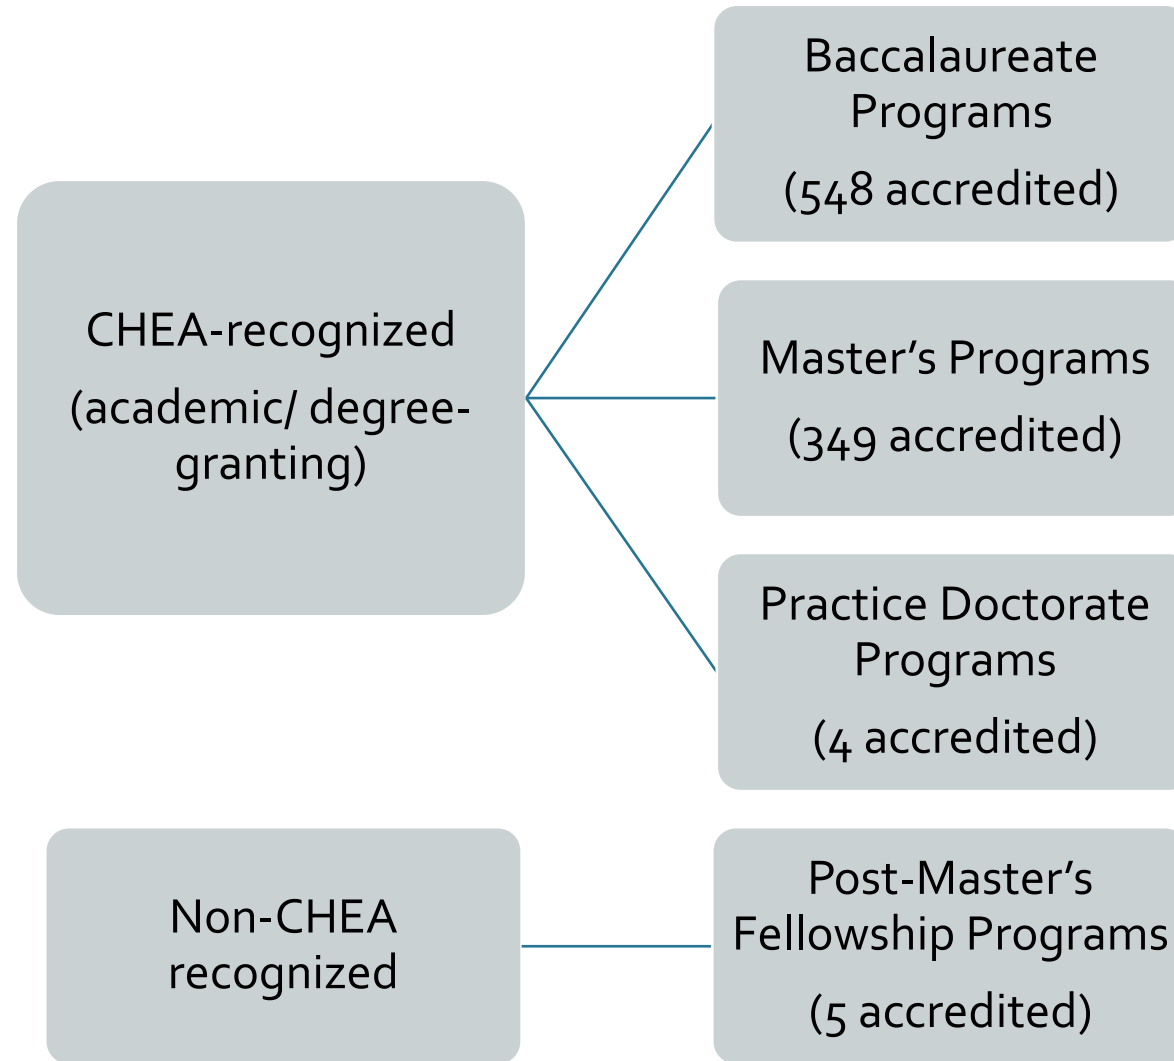 CHEA-recognized
(academic/ degree-
granting)
Baccalaureate
Programs
(548 accredited)
Master’s Programs
(349 accredited)
Practice Doctorate
Programs
(4 accredited)
Non-CHEA
recognized
Post-Master’s
Fellowship Programs
(5 accredited)